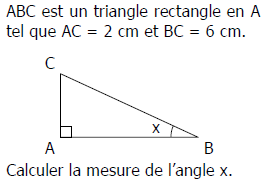 ABC est un triangle rectangle en A
tel que AC = 2 cm et BC = 6 cm.
C
x
A
B
Calculer la mesure de l'angle x.